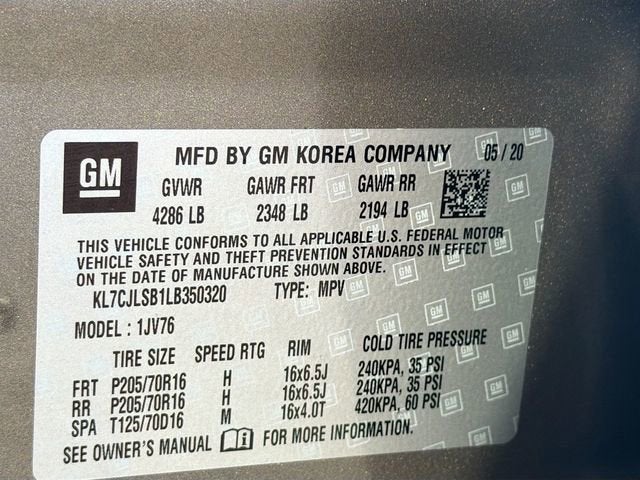 GM
MFD BY GM KOREA COMPANY 05 / 20
GVWR GAWR FRT GAWR RR
4286 LB 2348 LB 2194 LB
THIS VEHICLE CONFORMS TO ALL APPLICABLE U.S. FEDERAL MOTOR
VEHICLE SAFETY AND THEFT PREVENTION STANDARDS IN EFFECT
ON THE DATE OF MANUFACTURE SHOWN ABOVE.
KL7CJLSB1LB350320 TYPE: MPV
MODEL : 1JV76
TIRE SIZE SPEED RTG RIM COLD TIRE PRESSURE
FRT P205/70R16 H 16x6.5J 240KPA, 35 PSI
RR P205/70R16 H 16x6.5J 240KPA, 35 PSI
SPA T125/70D16 M 16x4.0T 420KPA, 60 PSI
SEE OWNER'S MANUAL FOR MORE INFORMATION.